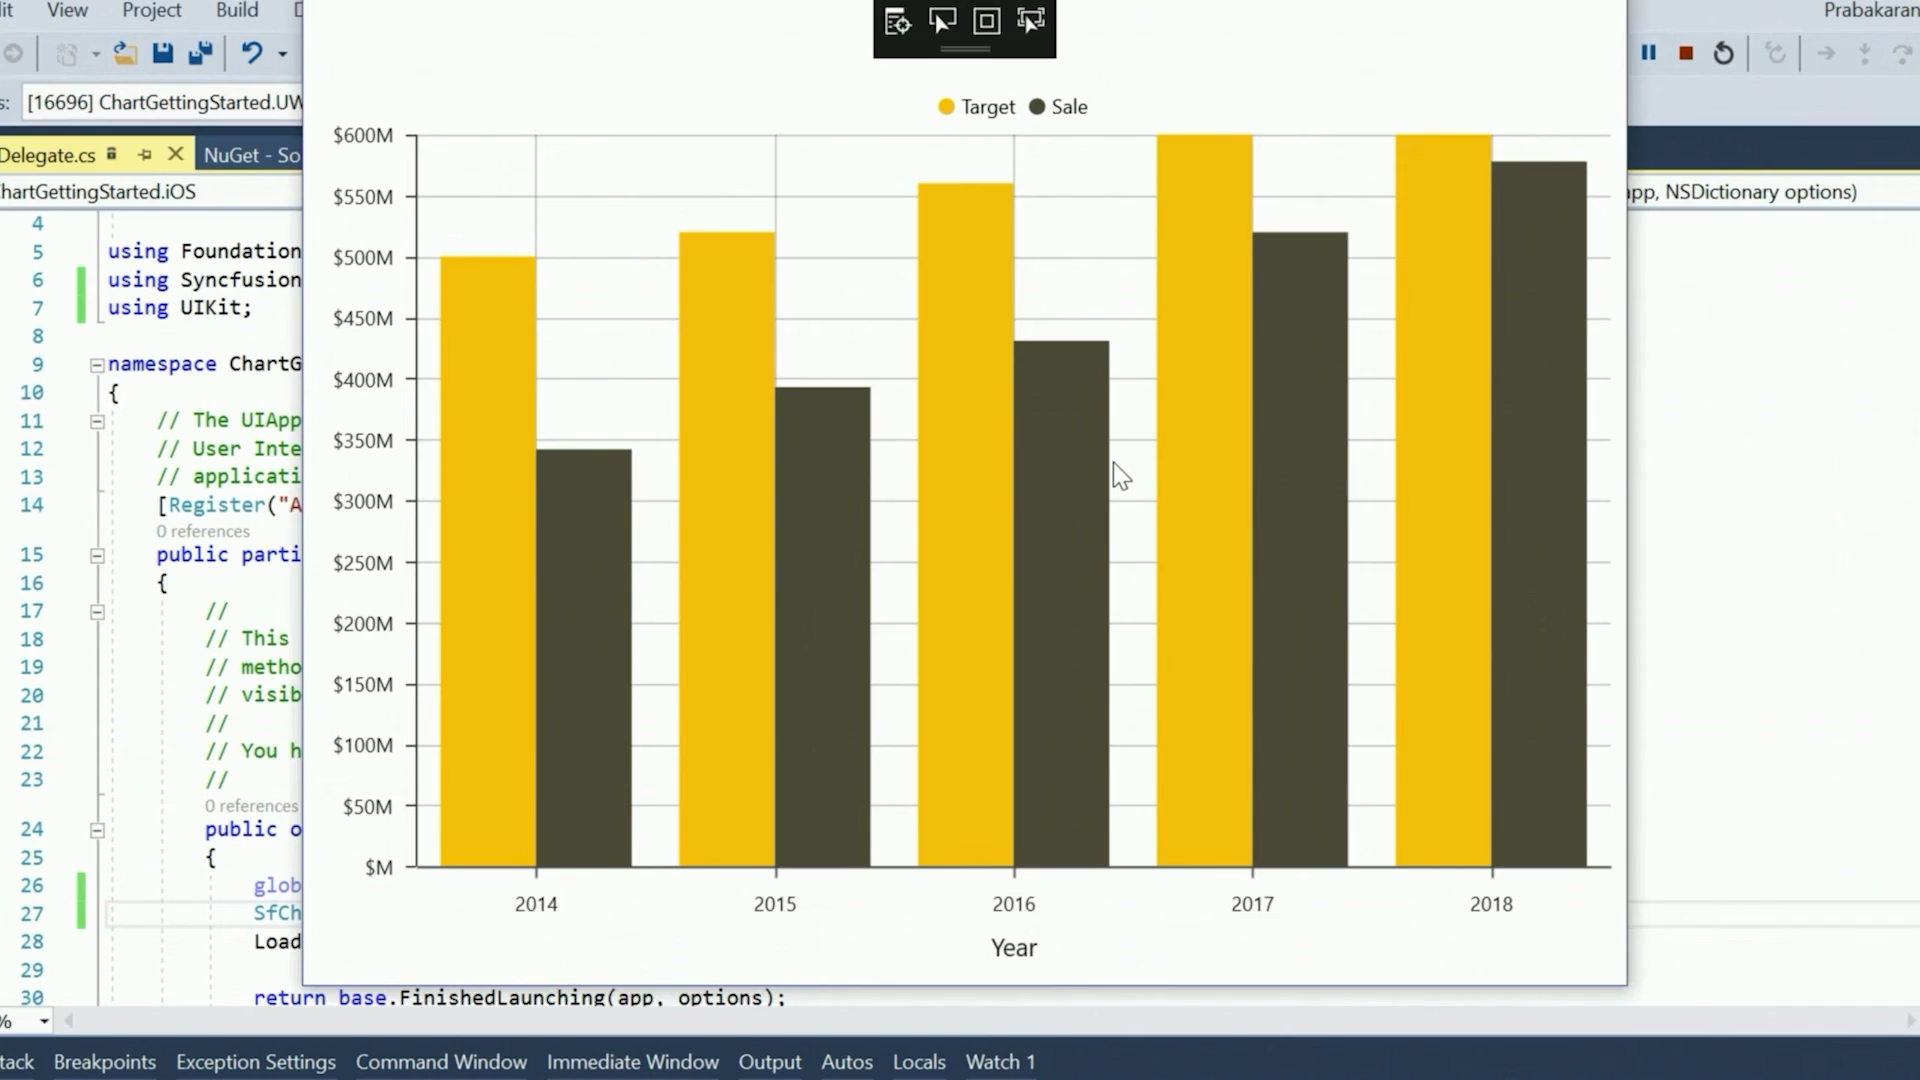 it View Project Build
Prabakaran
s: [16696] ChartGettingStarted.UW
Delegate.cs NuGet - So
hartGettingStarted.iOS
app, NSDictionary options)
4
5 using Foundation
6 using Syncfusion
7 using UIKit;
8
9 namespace ChartG
10 {
11 // The UIApp
12 // User Inte
13 // applicati
14 [Register("A
0 references
15 public parti
16 {
17 //
18 // This
19 // metho
20 // visib
21 //
22 // You h
23 //
0 references
24 public o
25 {
26 glob
27 SfCh
28 Load
29
30 return base.FinishedLaunching(app, options);
%
Target Sale
$600M
$550M
$500M
$450M
$400M
$350M
$300M
$250M
$200M
$150M
$100M
$50M
$M
2014 2015 2016 2017 2018
Year
tack Breakpoints Exception Settings Command Window Immediate Window Output Autos Locals Watch 1